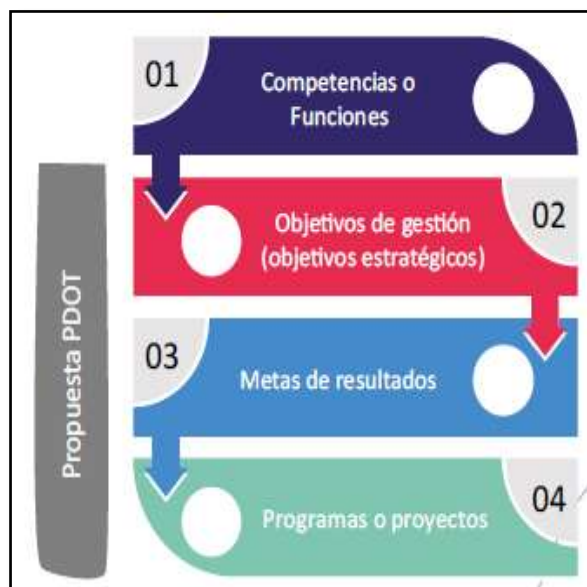 01
Competencias o
Funciones
02
Objetivos de gestión
(objetivos estratégicos)
03
Metas de resultados
04
Programas o proyectos
Propuesta PDOT